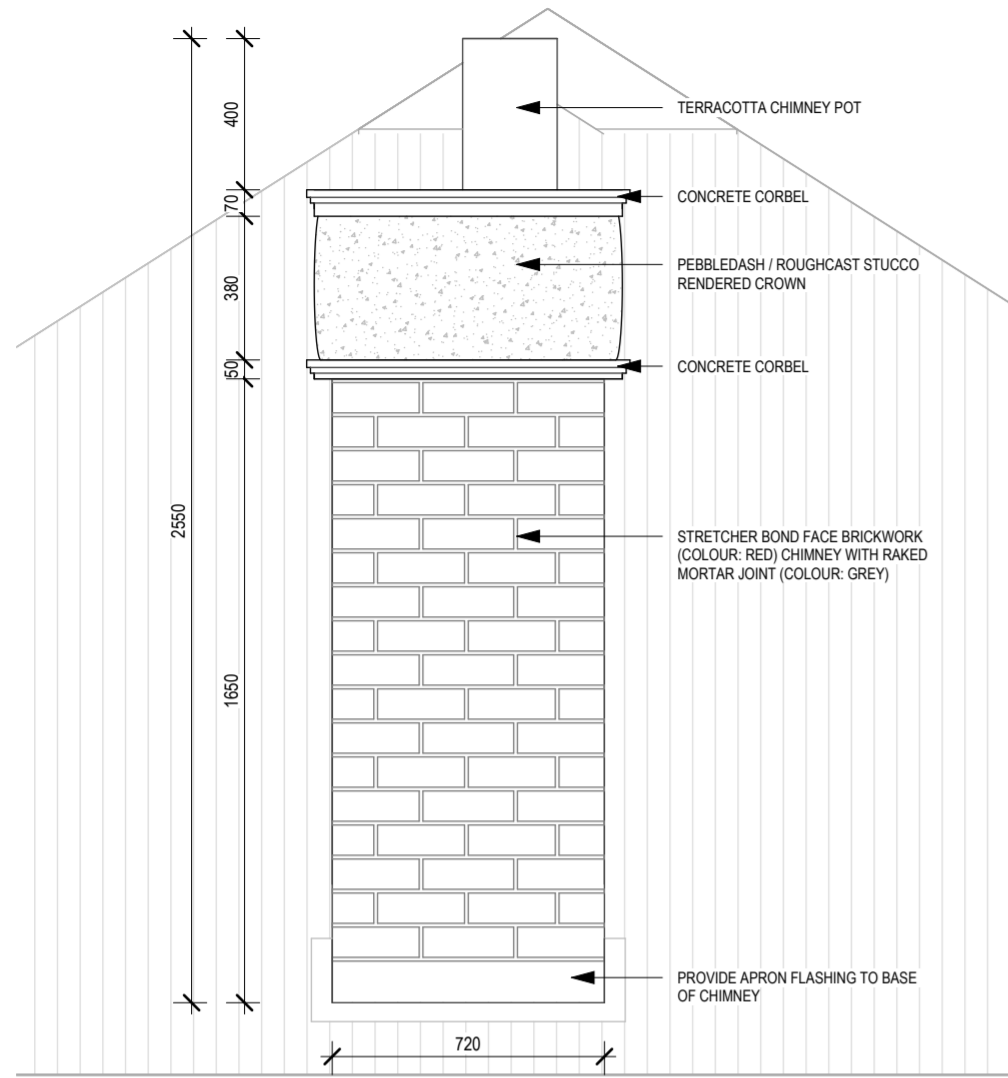 400
TERRACOTTA CHIMNEY POT
70
CONCRETE CORBEL
380
PEBBLEDASH / ROUGHCAST STUCCO
RENDERED CROWN
50
CONCRETE CORBEL
2550
STRETCHER BOND FACE BRICKWORK
(COLOUR: RED) CHIMNEY WITH RAKED
MORTAR JOINT (COLOUR: GREY)
1650
PROVIDE APRON FLASHING TO BASE
OF CHIMNEY
720